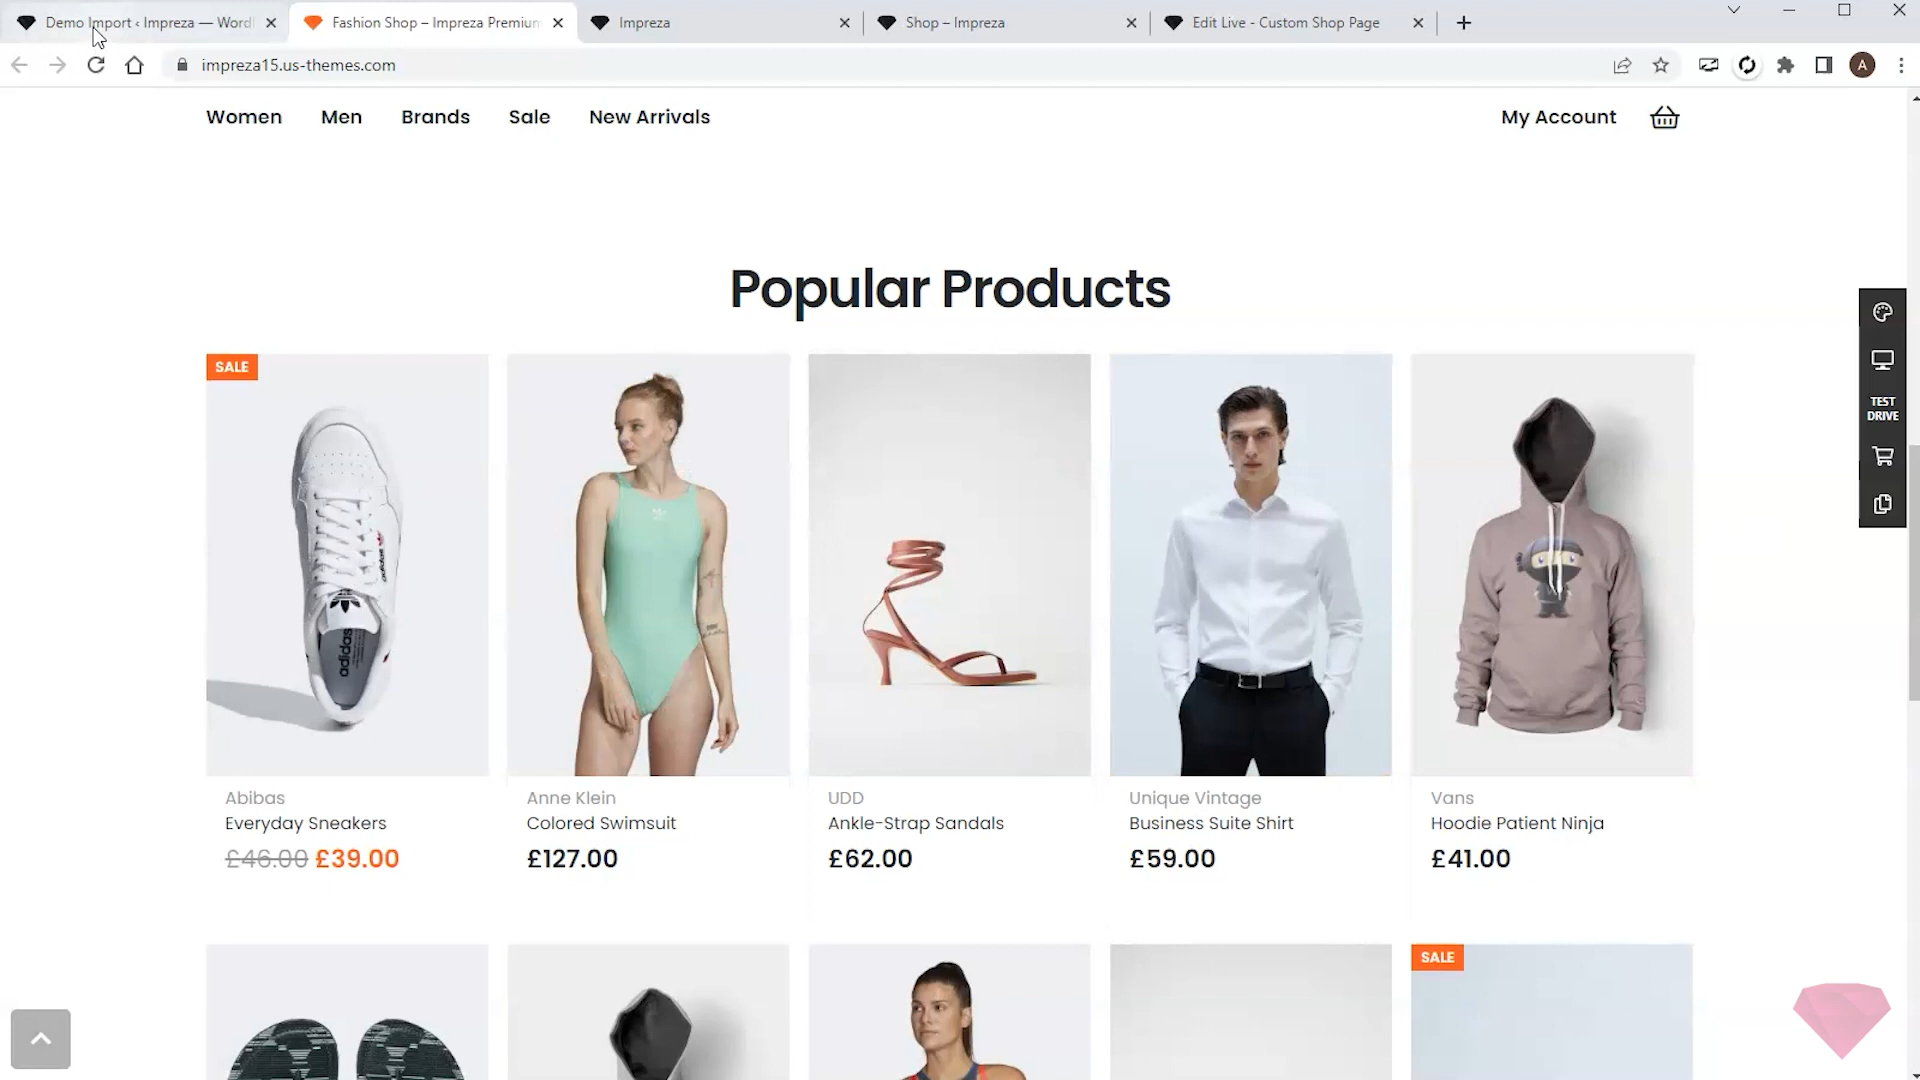 Demo Import ‹ Impreza — Word
Fashion Shop – Impreza Premium
Impreza
Shop – Impreza
Edit Live - Custom Shop Page
impreza15.us-themes.com
A
Women
Men
Brands
Sale
New Arrivals
My Account
Popular Products
TEST
DRIVE
SALE
adidas
adidas
Abibas
Everyday Sneakers
£46.00 £39.00
Anne Klein
Colored Swimsuit
£127.00
UDD
Ankle-Strap Sandals
£62.00
Unique Vintage
Business Suite Shirt
£59.00
Vans
Hoodie Patient Ninja
£41.00
SALE